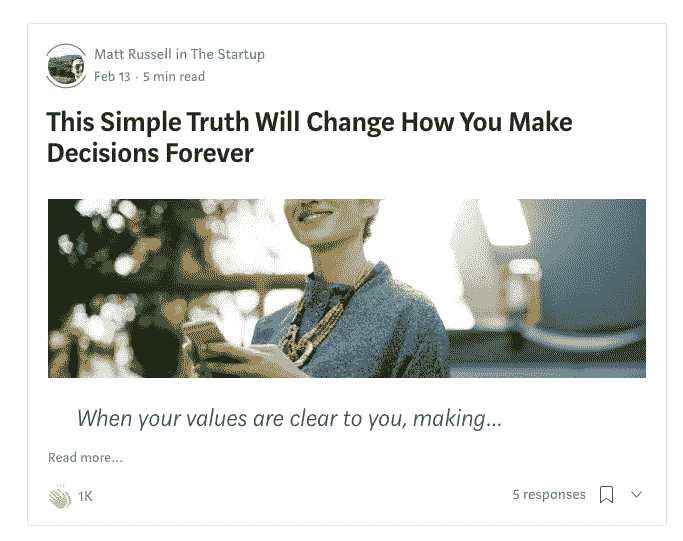 Matt Russell in The Startup
Feb 13 · 5 min read
This Simple Truth Will Change How You Make
Decisions Forever
When your values are clear to you, making...
Read more...
1K
5 responses